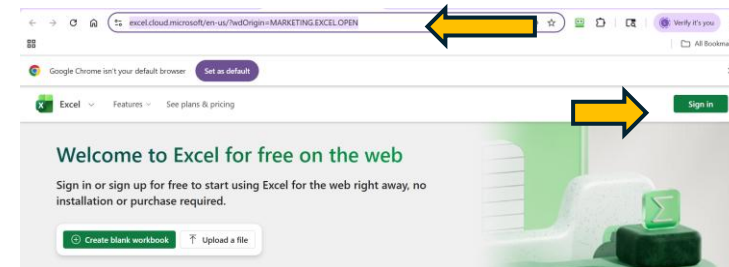 excel.cloud.microsoft/en-us/?wdOrigin=MARKETING.EXCEL.OPEN
Verify it's you
All Bookma
Google Chrome isn't your default browser Set as default
Excel Features See plans & pricing Sign in
Welcome to Excel for free on the web
Sign in or sign up for free to start using Excel for the web right away, no
installation or purchase required.
Create blank workbook Upload a file